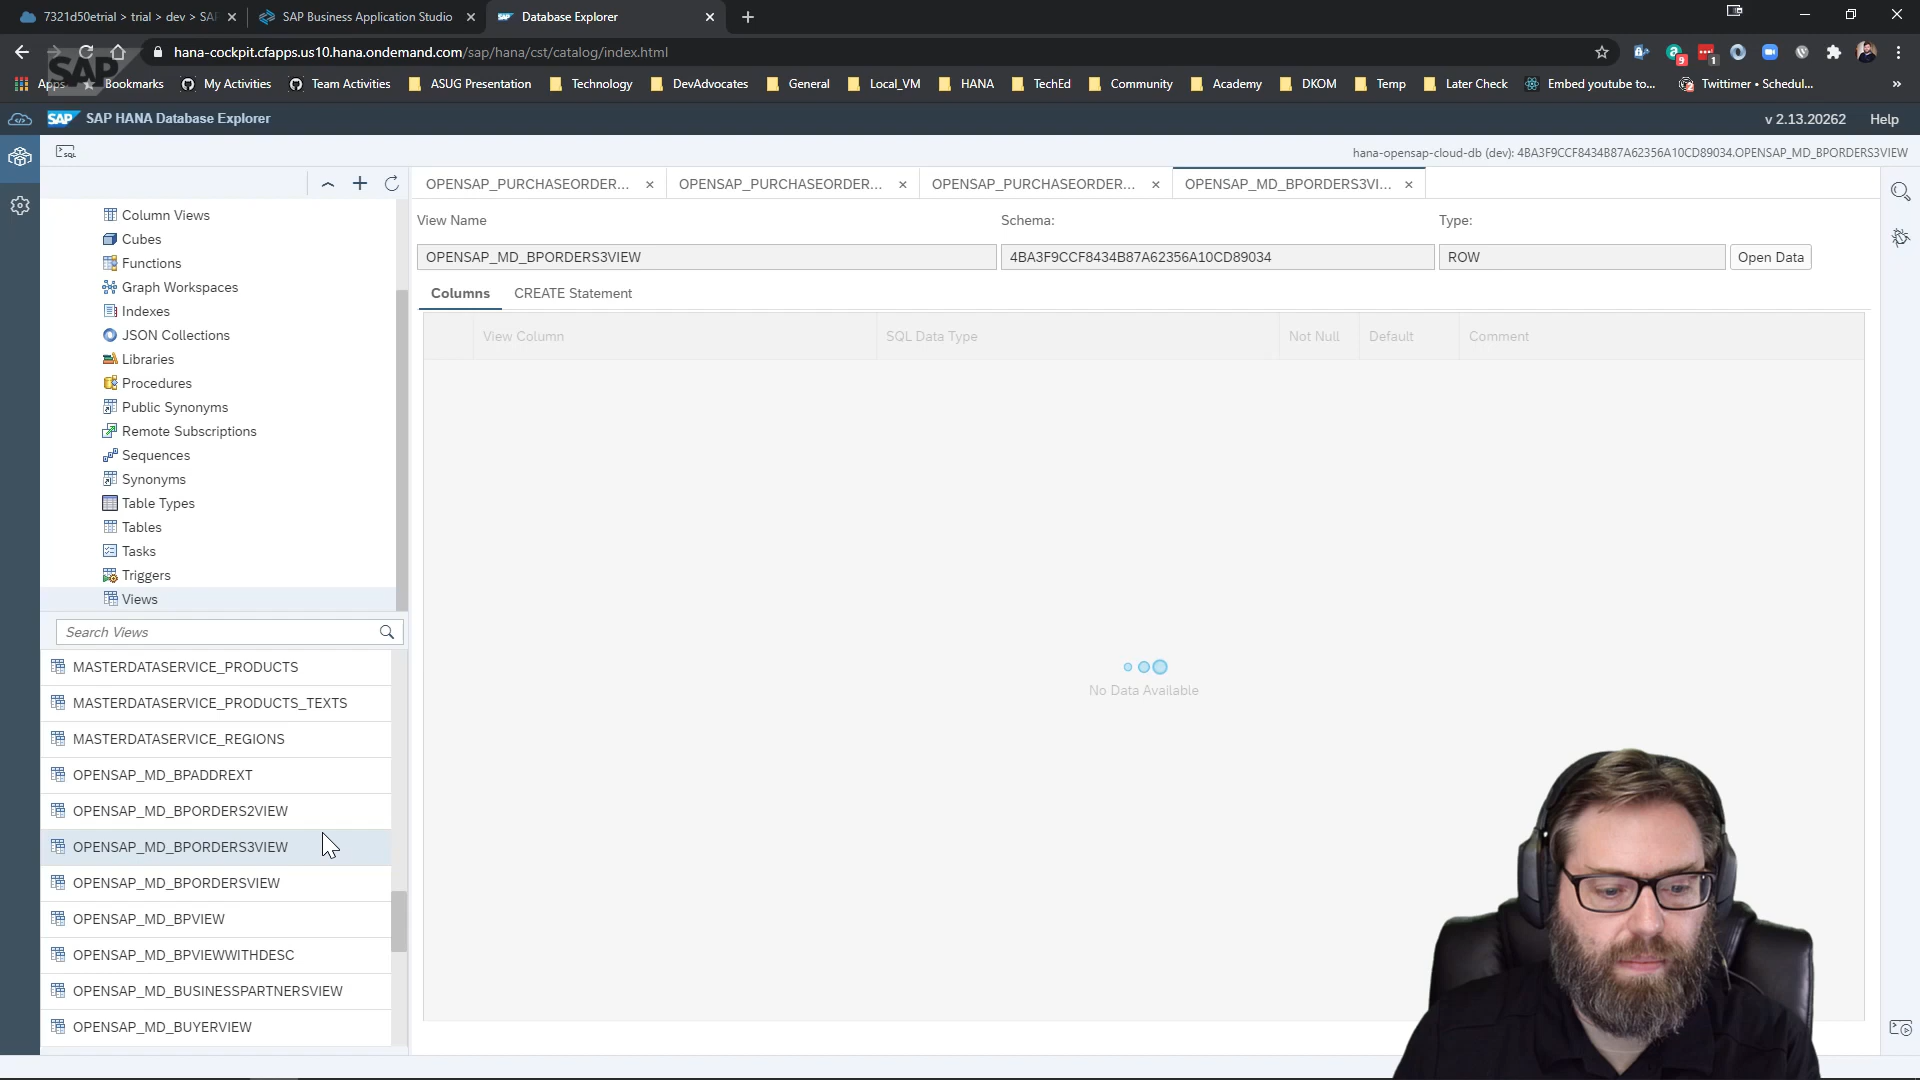 7321d50etrial > trial > dev > SAP
SAP Business Application Studio
Database Explorer
hana-cockpit.cfapps.us10.hana.ondemand.com/sap/hana/cst/catalog/index.html
9
1
SAP
Apps
Bookmarks
My Activities
Team Activities
ASUG Presentation
Technology
DevAdvocates
General
Local_VM
HANA
TechEd
Community
Academy
DKOM
Temp
Later Check
Embed youtube to...
Twittimer • Schedul...
»
SAP SAP HANA Database Explorer
v 2.13.20262
Help
SQL
hana-opensap-cloud-db (dev): 4BA3F9CCF8434B87A62356A10CD89034.OPENSAP_MD_BPORDERS3VIEW
OPENSAP_PURCHASEORDER...
OPENSAP_PURCHASEORDER...
OPENSAP_PURCHASEORDER...
OPENSAP_MD_BPORDERS3VI...
Column Views
Cubes
Functions
Graph Workspaces
Indexes
JSON Collections
Libraries
Procedures
Public Synonyms
Remote Subscriptions
Sequences
Synonyms
Table Types
Tables
Tasks
Triggers
Views
Search Views
MASTERDATASERVICE_PRODUCTS
MASTERDATASERVICE_PRODUCTS_TEXTS
MASTERDATASERVICE_REGIONS
OPENSAP_MD_BPADDREXT
OPENSAP_MD_BPORDERS2VIEW
OPENSAP_MD_BPORDERS3VIEW
OPENSAP_MD_BPORDERSVIEW
OPENSAP_MD_BPVIEW
OPENSAP_MD_BPVIEWWITHDESC
OPENSAP_MD_BUSINESSPARTNERSVIEW
OPENSAP_MD_BUYERVIEW
View Name
Schema:
Type:
OPENSAP_MD_BPORDERS3VIEW
4BA3F9CCF8434B87A62356A10CD89034
ROW
Open Data
Columns
CREATE Statement
View Column
SQL Data Type
Not Null
Default
Comment
No Data Available